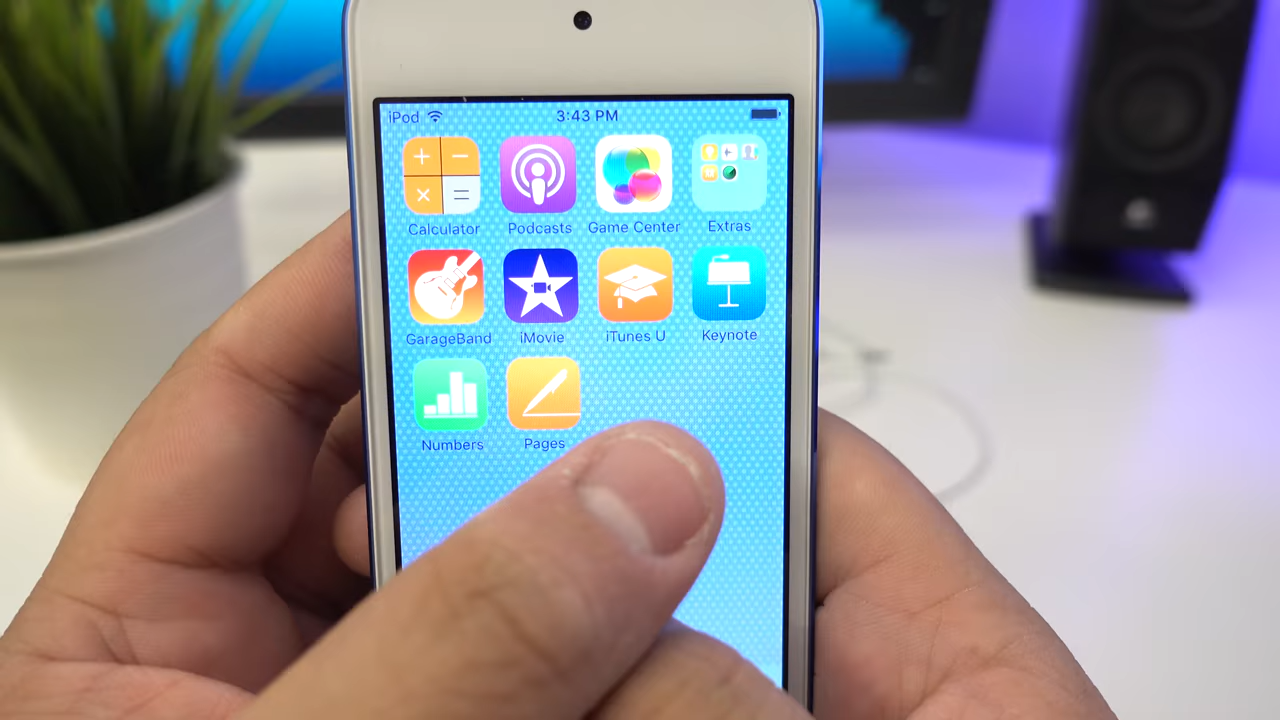 iPod 3:43 PM
Calculator Podcasts Game Center Extras
GarageBand iMovie iTunes U Keynote
Numbers Pages